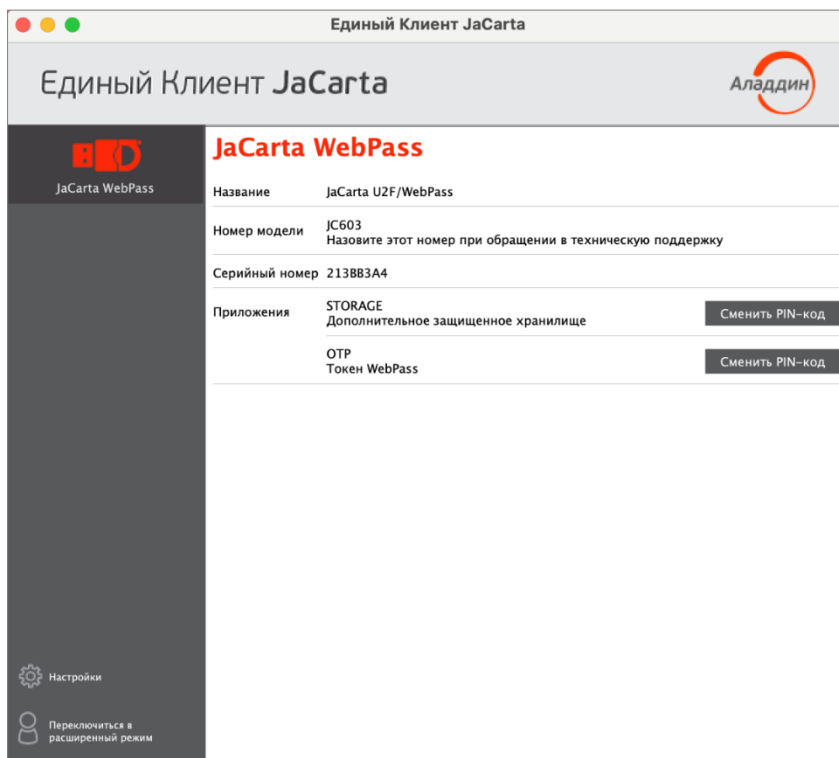 Единый Клиент JaCarta
Единый Клиент JaCarta
Аладдин
JaCarta WebPass
JaCarta WebPass
Название JaCarta U2F/WebPass
Номер модели JC603
Назовите этот номер при обращении в техническую поддержку
Серийный номер 213BB3A4
Приложения STORAGE
Дополнительное защищенное хранилище
Сменить PIN-код
OTP
Токен WebPass
Сменить PIN-код
Настройки
Переключиться в
расширенный режим